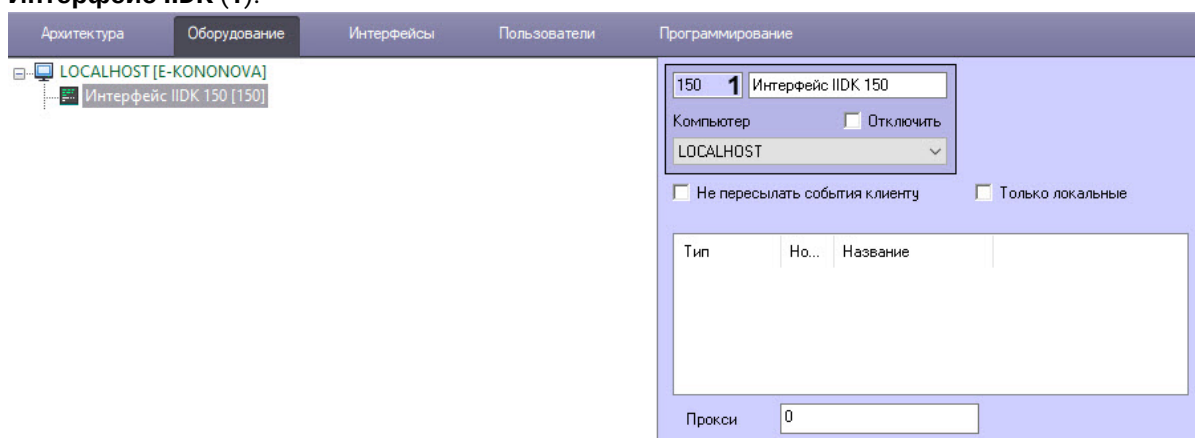 Интерфейс IIDK (1).
Архитектура Оборудование Интерфейсы Пользователи Программирование
LOCALHOST [E-KONONOVA]
Интерфейс IIDK 150 [150]
150 1 Интерфейс IIDK 150
Компьютер Отключить
LOCALHOST
Не пересылать события клиенту Только локальные
Тип Но... Название
Прокси 0